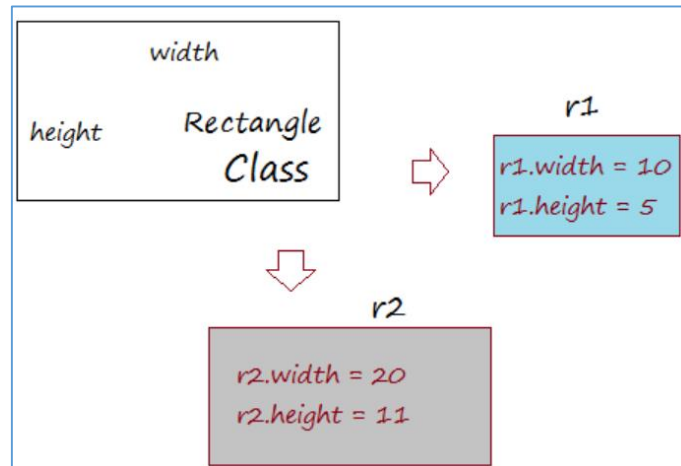 width
height
Rectangle
Class
r1
r1.width = 10
r1.height = 5
r2
r2.width = 20
r2.height = 11